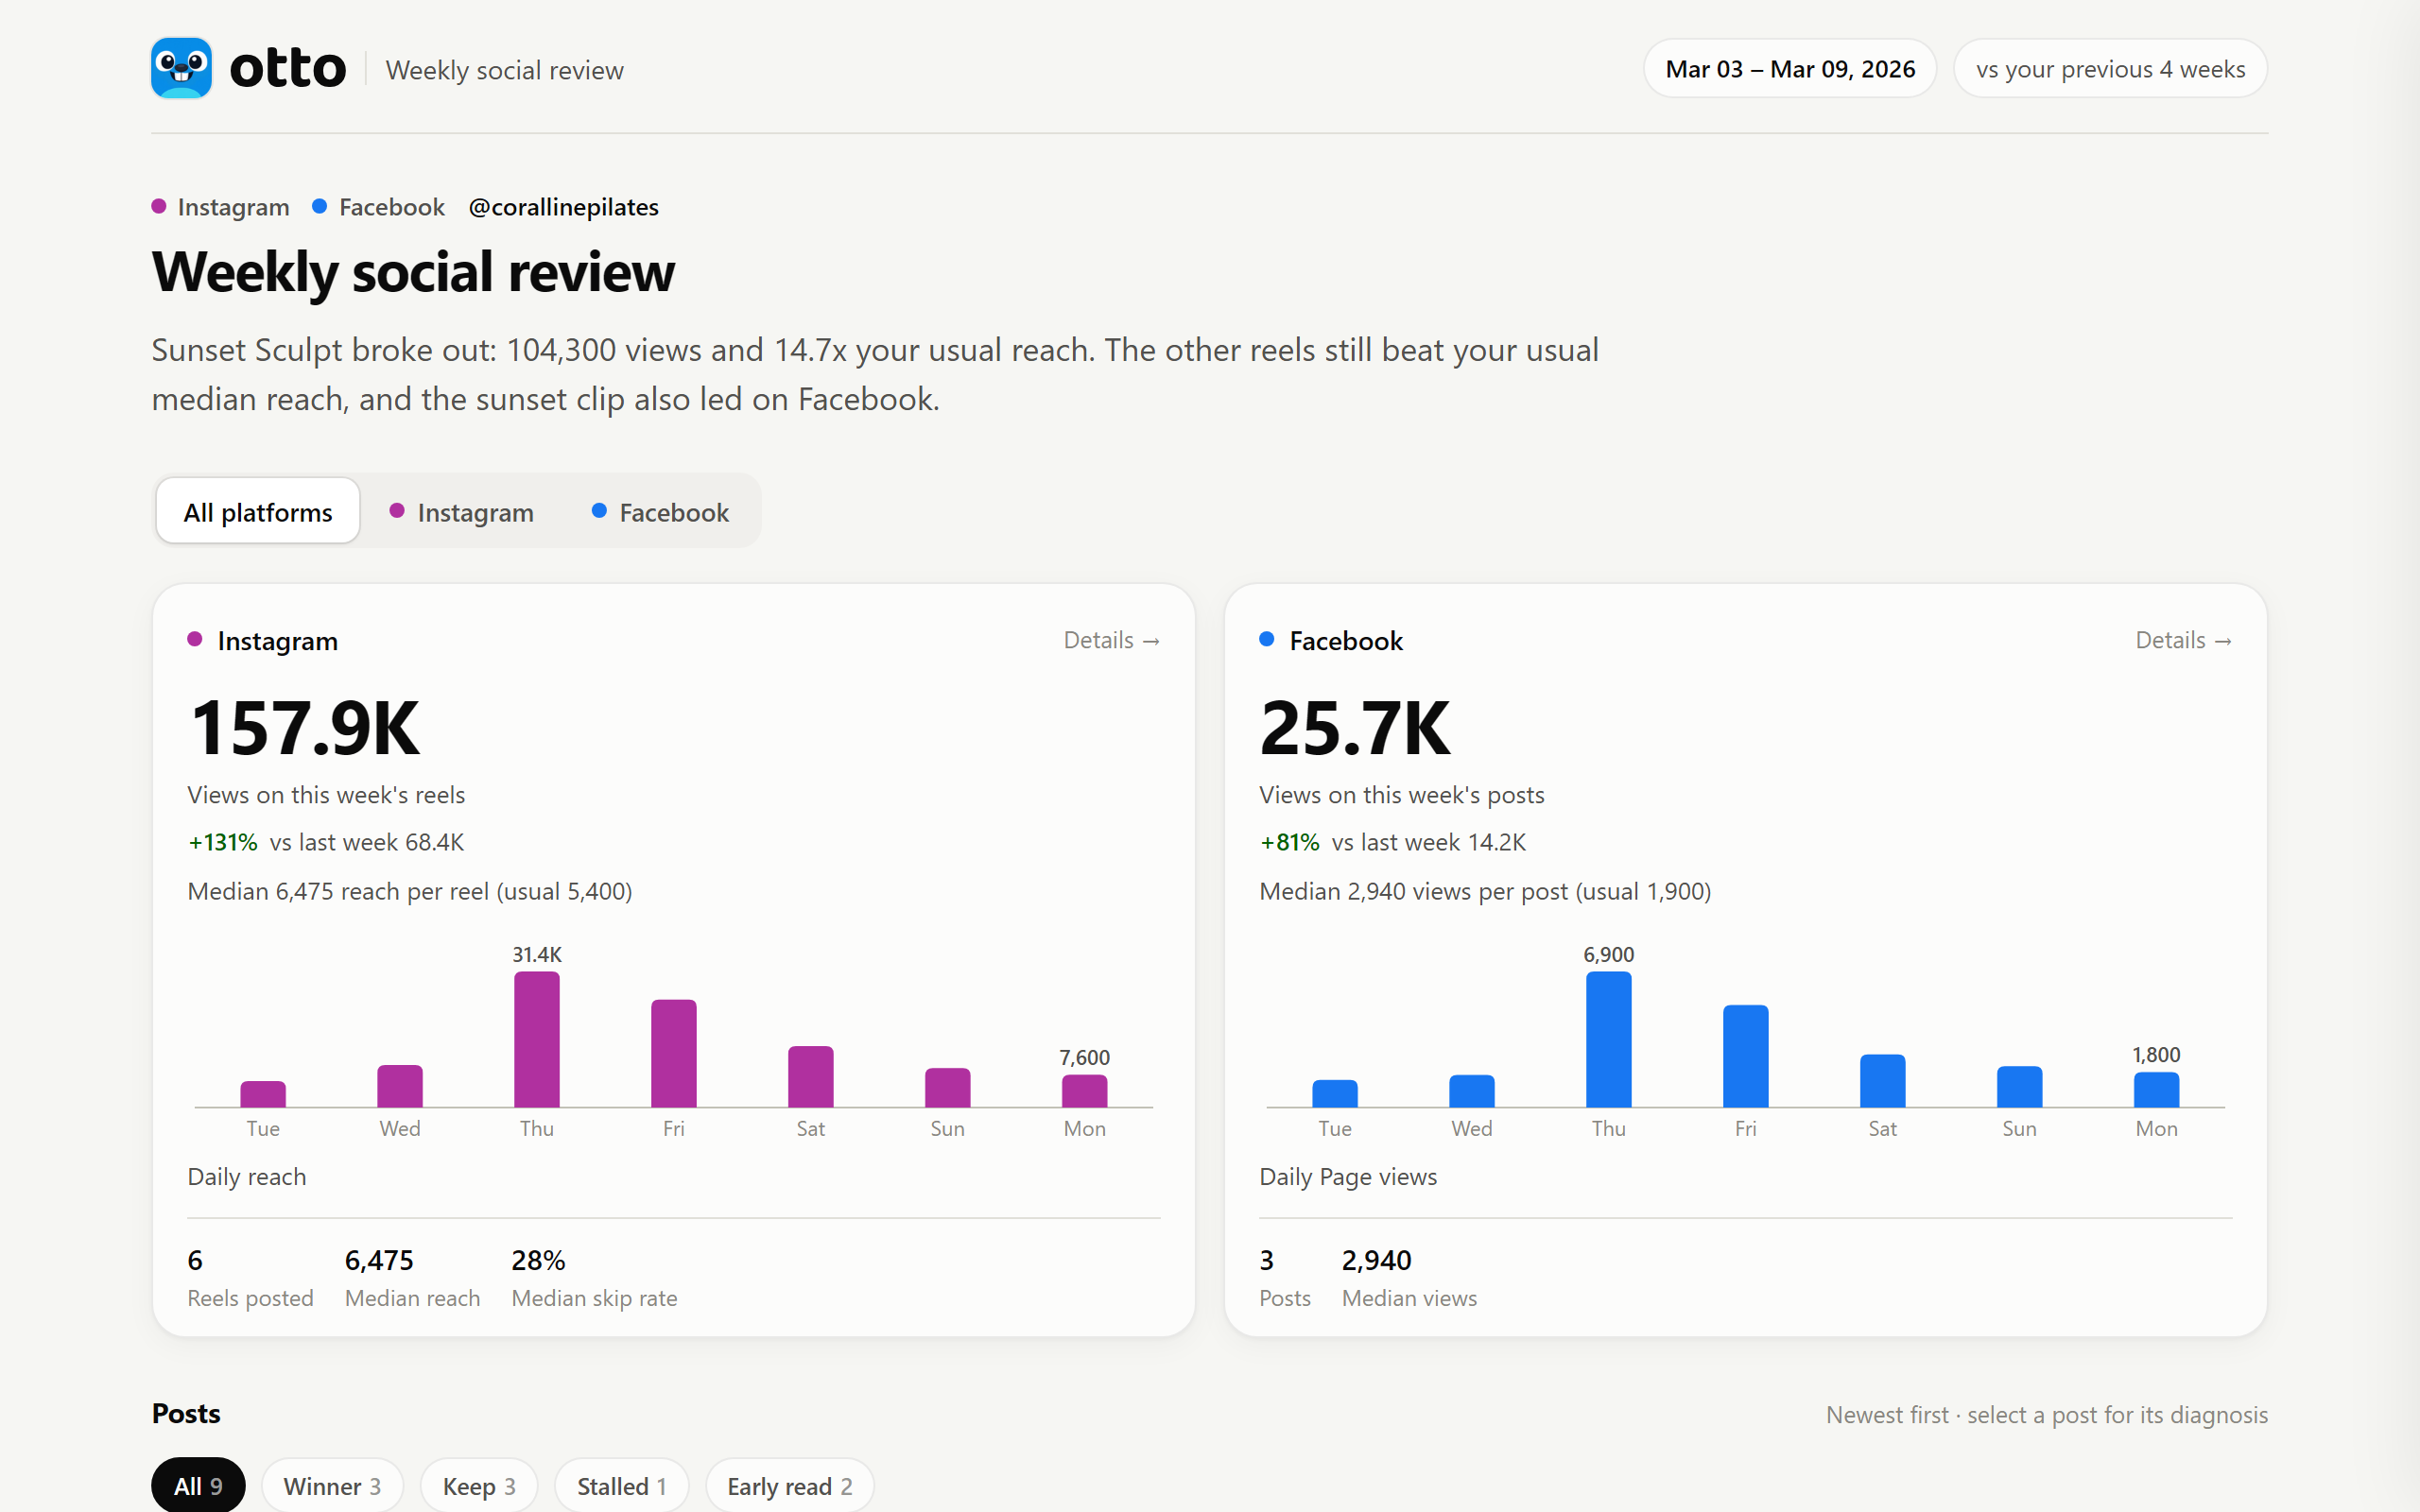 otto
Weekly social review
Mar 03 – Mar 09, 2026
vs your previous 4 weeks
Instagram
Facebook
@corallinepilates
Weekly social review
Sunset Sculpt broke out: 104,300 views and 14.7x your usual reach. The other reels still beat your usual
median reach, and the sunset clip also led on Facebook.
All platforms
Instagram
Facebook
Instagram
Details →
157.9K
Views on this week's reels
+131% vs last week 68.4K
Median 6,475 reach per reel (usual 5,400)
31.4K
7,600
Tue Wed Thu Fri Sat Sun Mon
Daily reach
6
Reels posted
6,475
Median reach
28%
Median skip rate
Facebook
Details →
25.7K
Views on this week's posts
+81% vs last week 14.2K
Median 2,940 views per post (usual 1,900)
6,900
1,800
Tue Wed Thu Fri Sat Sun Mon
Daily Page views
3
Posts
2,940
Median views
Posts
Newest first · select a post for its diagnosis
All 9
Winner 3
Keep 3
Stalled 1
Early read 2